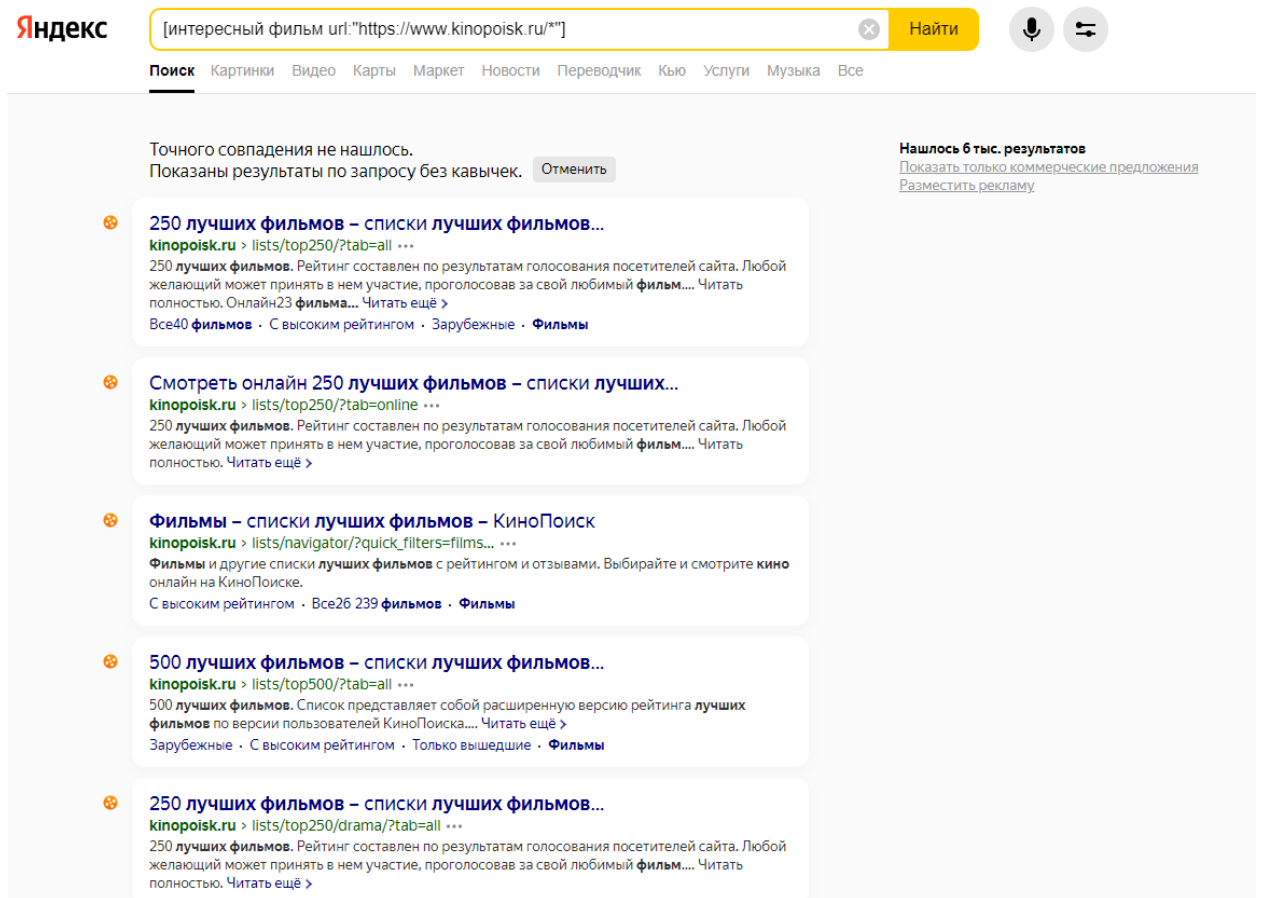 Яндекс
[интересный фильм url:"https://www.kinopoisk.ru/*"]
Найти
Поиск Картинки Видео Карты Маркет Новости Переводчик Кью Услуги Музыка Все
Точного совпадения не нашлось.
Показаны результаты по запросу без кавычек. Отменить
Нашлось 6 тыс. результатов
Показать только коммерческие предложения
Разместить рекламу
250 лучших фильмов – списки лучших фильмов...
kinopoisk.ru › lists/top250/?tab=all •••
250 лучших фильмов. Рейтинг составлен по результатам голосования посетителей сайта. Любой
желающий может принять в нем участие, проголосовав за свой любимый фильм.... Читать
полностью. Онлайн23 фильма... Читать ещё ›
Все40 фильмов · С высоким рейтингом · Зарубежные · Фильмы
Смотреть онлайн 250 лучших фильмов – списки лучших...
kinopoisk.ru › lists/top250/?tab=online •••
250 лучших фильмов. Рейтинг составлен по результатам голосования посетителей сайта. Любой
желающий может принять в нем участие, проголосовав за свой любимый фильм.... Читать
полностью. Читать ещё ›
Фильмы – списки лучших фильмов – КиноПоиск
kinopoisk.ru › lists/navigator/?quick_filters=films... •••
Фильмы и другие списки лучших фильмов с рейтингом и отзывами. Выбирайте и смотрите кино
онлайн на КиноПоиске.
С высоким рейтингом · Все26 239 фильмов · Фильмы
500 лучших фильмов – списки лучших фильмов...
kinopoisk.ru › lists/top500/?tab=all •••
500 лучших фильмов. Список представляет собой расширенную версию рейтинга лучших
фильмов по версии пользователей КиноПоиска.... Читать ещё ›
Зарубежные · С высоким рейтингом · Только вышедшие · Фильмы
250 лучших фильмов – списки лучших фильмов...
kinopoisk.ru › lists/top250/drama/?tab=all •••
250 лучших фильмов. Рейтинг составлен по результатам голосования посетителей сайта. Любой
желающий может принять в нем участие, проголосовав за свой любимый фильм.... Читать
полностью. Читать ещё ›